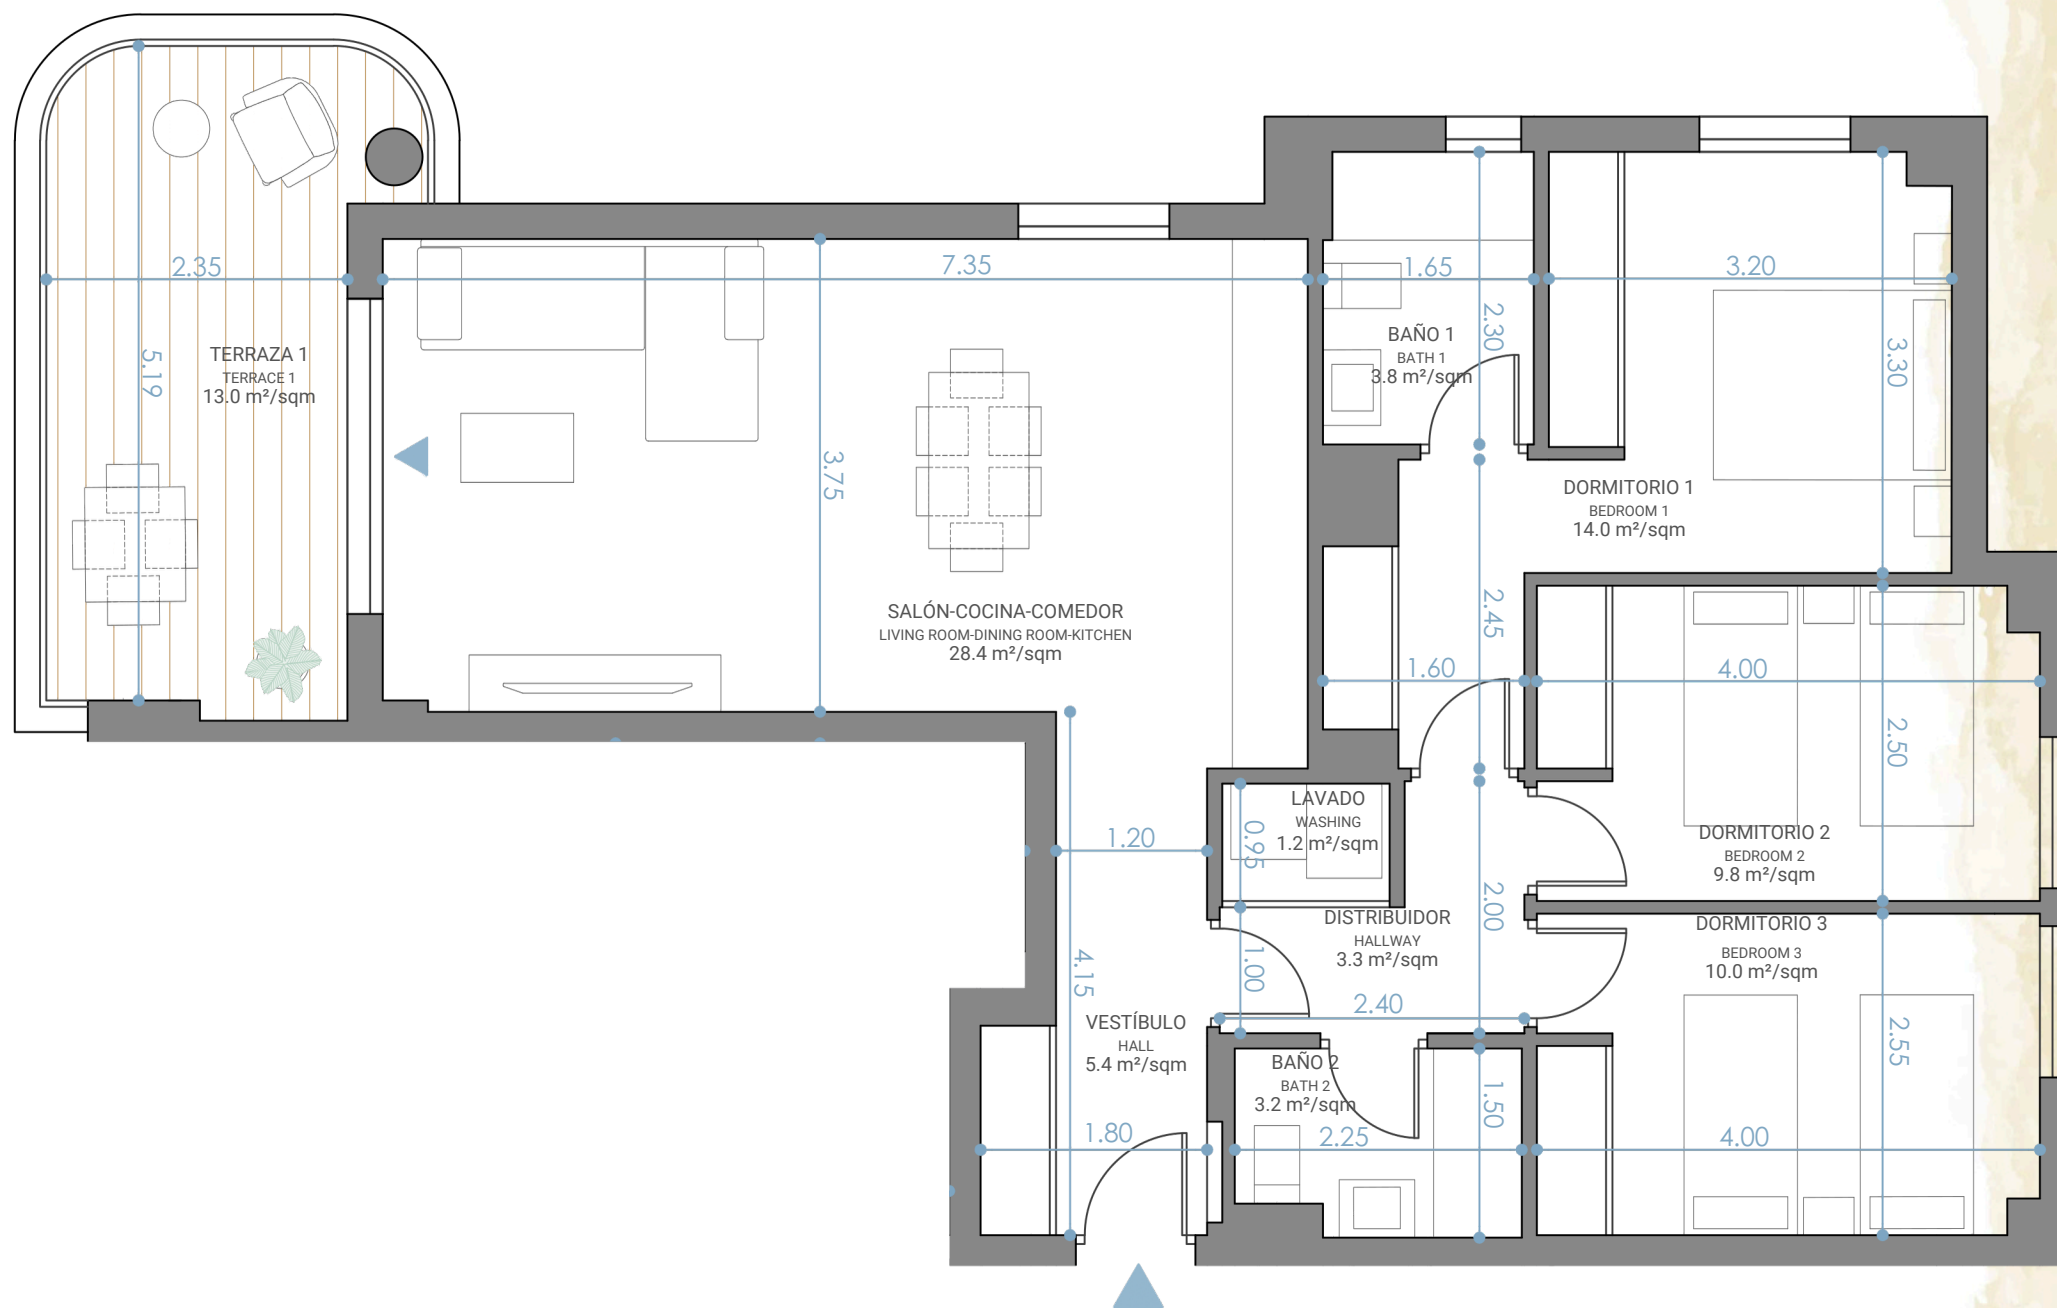 2.35
5.19
TERRAZA 1
TERRACE 1
13.0 m²/sqm
7.35
3.75
SALÓN-COCINA-COMEDOR
LIVING ROOM-DINING ROOM-KITCHEN
28.4 m²/sqm
1.65
2.30
BAÑO 1
BATH 1
3.8 m²/sqm
3.20
3.30
DORMITORIO 1
BEDROOM 1
14.0 m²/sqm
2.45
1.60
4.00
2.50
DORMITORIO 2
BEDROOM 2
9.8 m²/sqm
LAVADO
WASHING
1.2 m²/sqm
0.95
1.20
2.00
DISTRIBUIDOR
HALLWAY
3.3 m²/sqm
1.00
2.40
DORMITORIO 3
BEDROOM 3
10.0 m²/sqm
2.55
4.00
4.15
VESTÍBULO
HALL
5.4 m²/sqm
1.80
BAÑO 2
BATH 2
3.2 m²/sqm
1.50
2.25